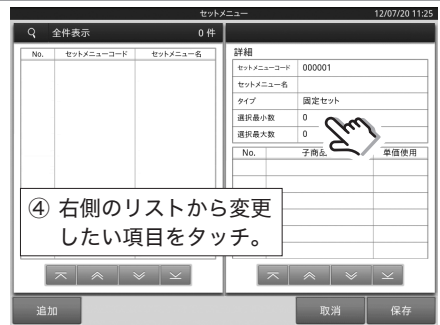 セットメニュー
12/07/20 11:25
全件表示 0 件
No. セットメニューコード セットメニュー名
詳細
セットメニューコード 000001
セットメニュー名
タイプ 固定セット
選択最小数 0
選択最大数 0
No. 子商品 単価使用
④ 右側のリストから変更
したい項目をタッチ。
追加 取消 保存